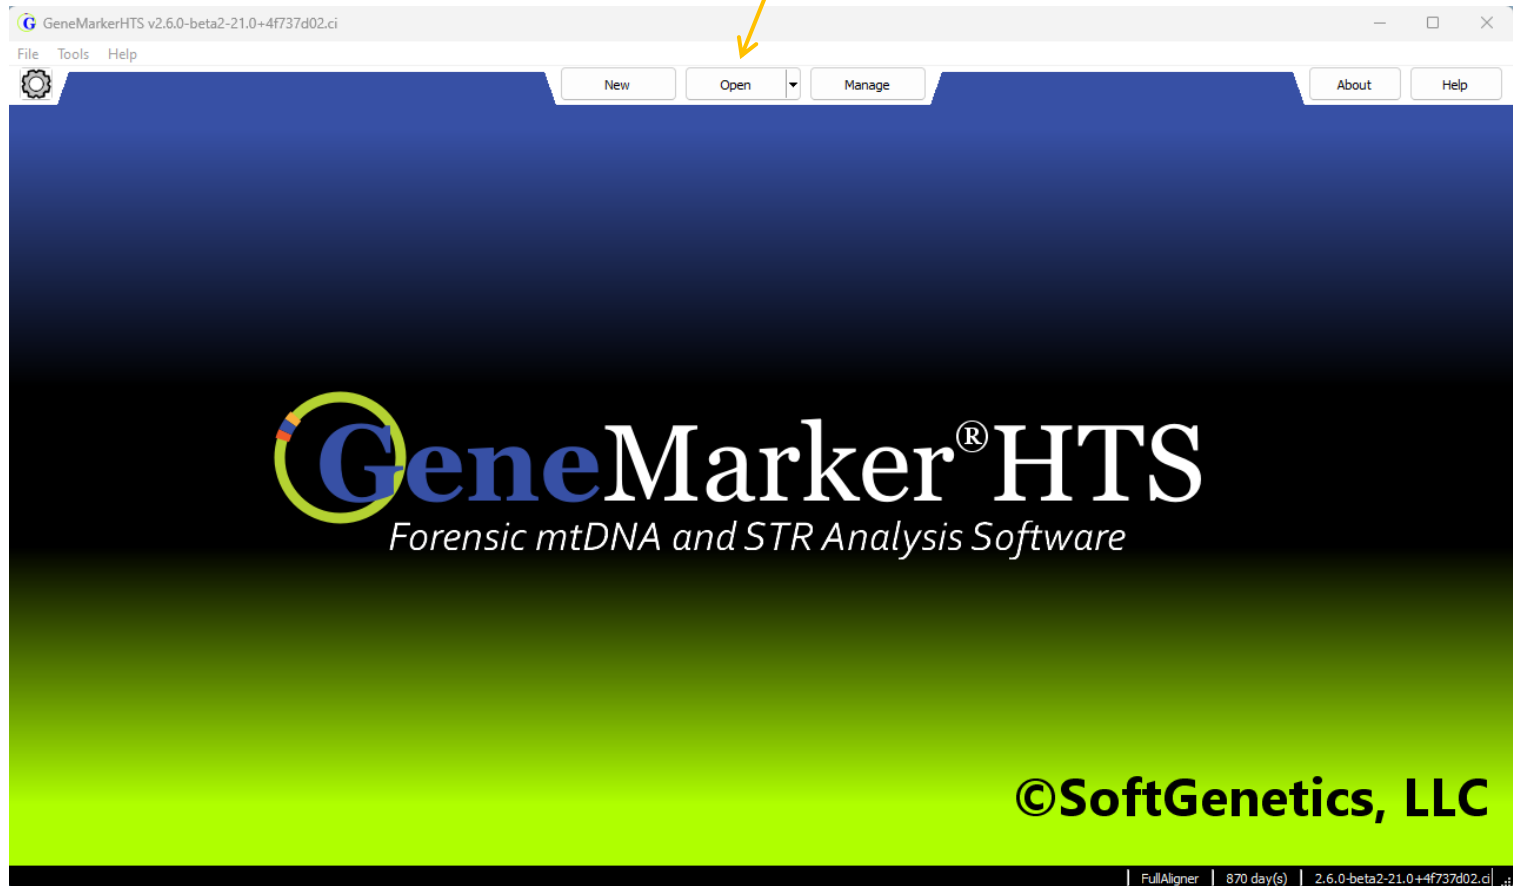 GeneMarkerHTS v2.6.0-beta2-21.0+4f737d02.ci
File Tools Help
New Open Manage About Help
GeneMarker®HTS
Forensic mtDNA and STR Analysis Software
©SoftGenetics, LLC
FullAligner 870 day(s) 2.6.0-beta2-21.0+4f737d02.ci